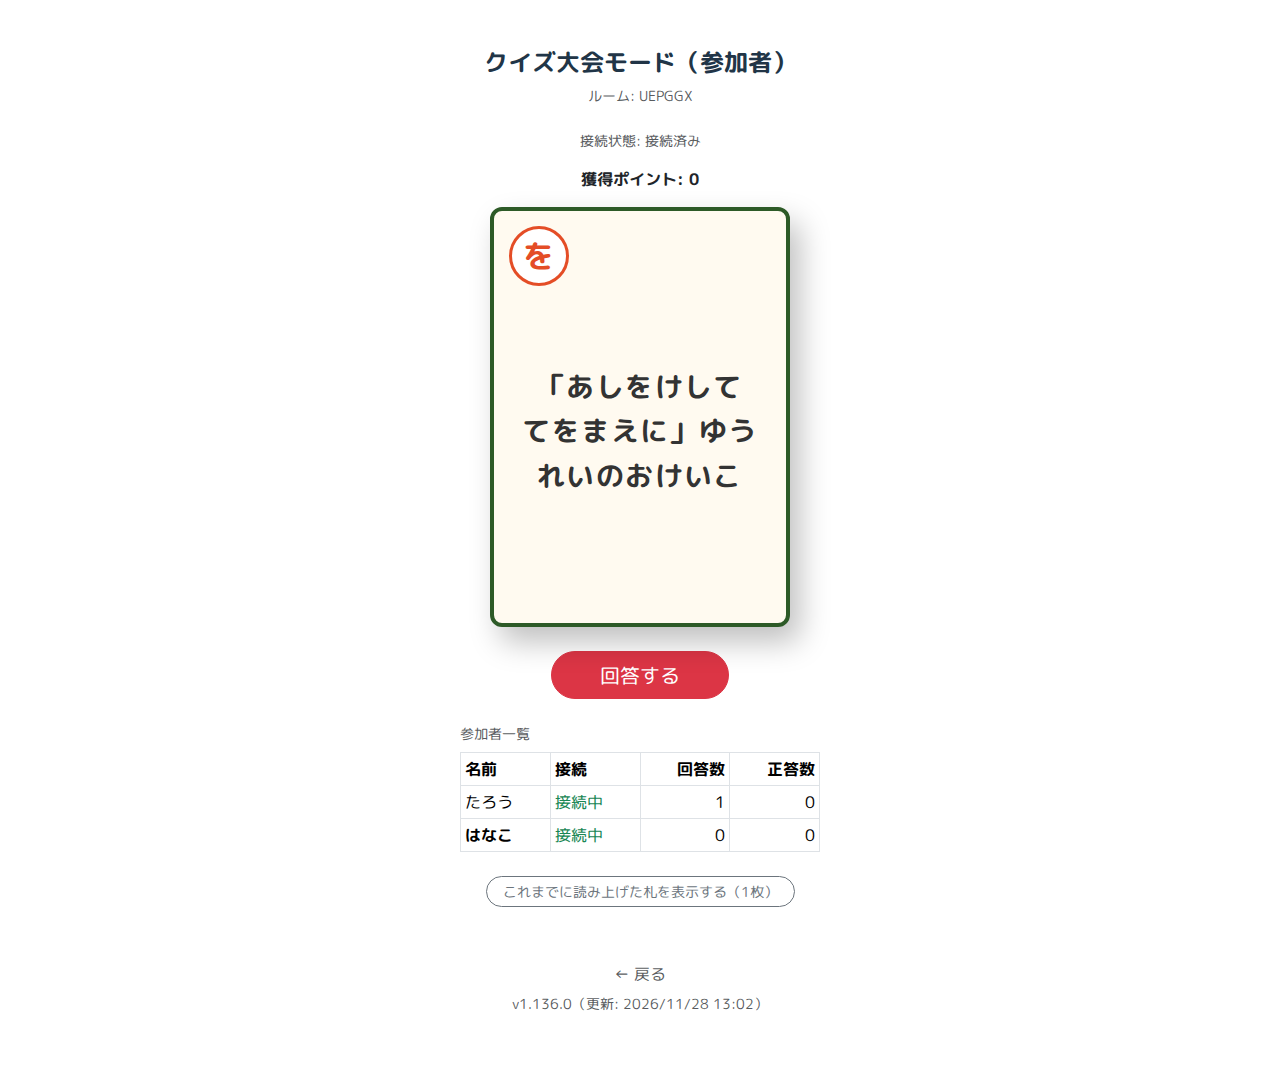 クイズ大会モード（参加者）
ルーム: UEPGGX
接続状態: 接続済み
獲得ポイント: 0
を
「あしをけして
てをまえに」ゆう
れいのおけいこ
回答する
参加者一覧
名前 接続 回答数 正答数
たろう 接続中 1 0
はなこ 接続中 0 0
これまでに読み上げた札を表示する（1枚）
← 戻る
v1.136.0（更新: 2026/11/28 13:02）